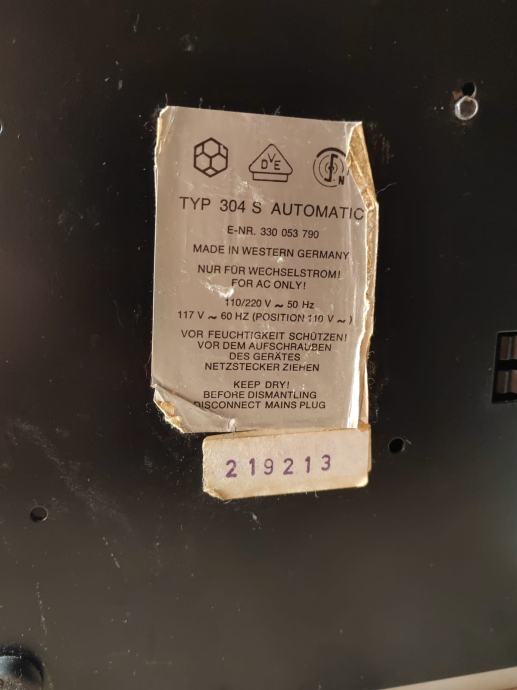 DVE
S N
TYP 304 S AUTOMATIC
E-NR. 330 053 790
MADE IN WESTERN GERMANY
NUR FÜR WECHSELSTROM!
FOR AC ONLY!
110/220 V ~ 50 Hz
117 V ~ 60 HZ (POSITION 110 V ~ )
VOR FEUCHTIGKEIT SCHÜTZEN!
VOR DEM AUFSCHRAUBEN
DES GERÄTES
NETZSTECKER ZIEHEN
KEEP DRY!
BEFORE DISMANTLING
DISCONNECT MAINS PLUG
219213